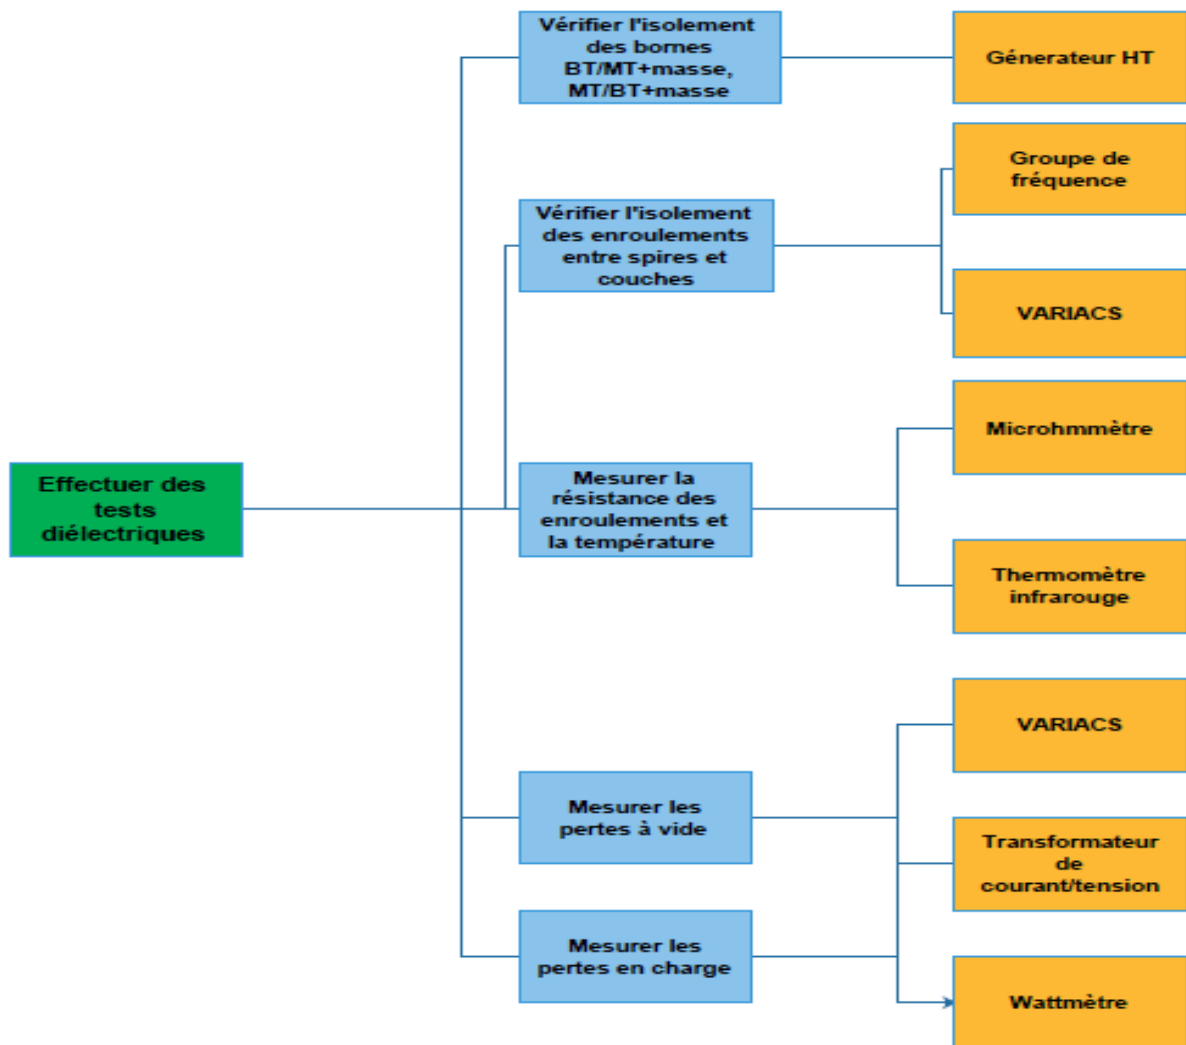 Vérifier l'isolement
des bornes
BT/MT+masse,
MT/BT+masse
Génerateur HT
Groupe de
fréquence
Vérifier l'isolement
des enroulements
entre spires et
couches
VARIACS
Microhmmètre
Effectuer des
tests
diélectriques
Mesurer la
résistance des
enroulements et
la température
Thermomètre
infrarouge
VARIACS
Mesurer les
pertes à vide
Transformateur
de
courant/tension
Mesurer les
pertes en charge
Wattmètre